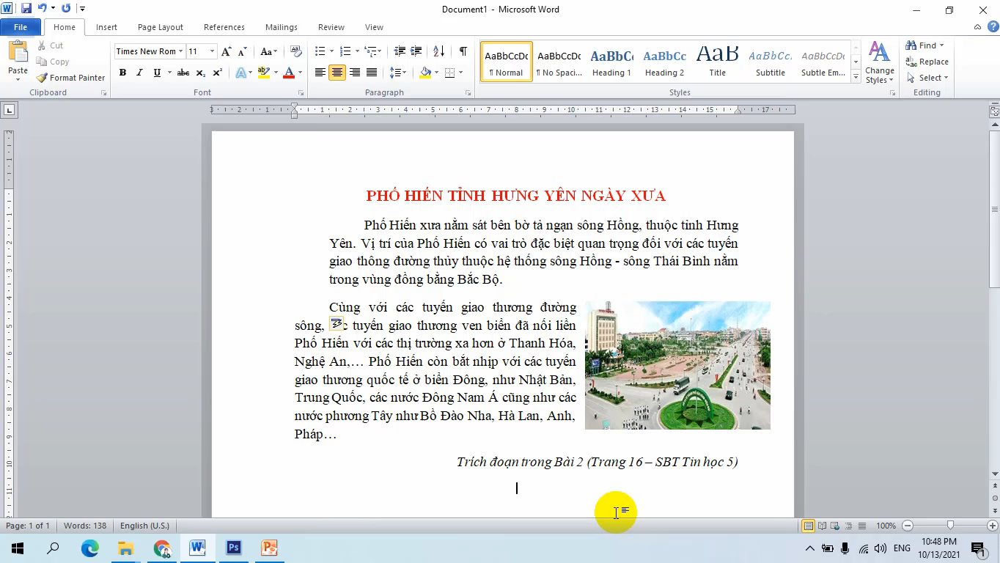 Document1 - Microsoft Word
File Home Insert Page Layout References Mailings Review View
Paste
Cut
Copy
Format Painter
Clipboard
Times New Rom 11
Font
Paragraph
AaBbCcDc AaBbCcDc AaBbCc AaBbCc AaB AaBbCc. AaBbCcDc
¶ Normal ¶ No Spaci... Heading 1 Heading 2 Title Subtitle Subtle Em...
Change Styles
Styles
Find
Replace
Select
Editing
PHỐ HIẾN TỈNH HƯNG YÊN NGÀY XƯA
Phố Hiến xưa nằm sát bên bờ tả ngạn sông Hồng, thuộc tỉnh Hưng
Yên. Vị trí của Phố Hiến có vai trò đặc biệt quan trọng đối với các tuyến
giao thông đường thủy thuộc hệ thống sông Hồng - sông Thái Bình nằm
trong vùng đồng bằng Bắc Bộ.
Cùng với các tuyến giao thương đường
sông, c tuyến giao thương ven biển đã nối liền
Phố Hiến với các thị trường xa hơn ở Thanh Hóa,
Nghệ An,… Phố Hiến còn bắt nhịp với các tuyến
giao thương quốc tế ở biển Đông, như Nhật Bản,
Trung Quốc, các nước Đông Nam Á cũng như các
nước phương Tây như Bồ Đào Nha, Hà Lan, Anh,
Pháp…
Trích đoạn trong Bài 2 (Trang 16 – SBT Tin học 5)
Page: 1 of 1 Words: 138 English (U.S.) 100%
ENG
10:48 PM
10/13/2021